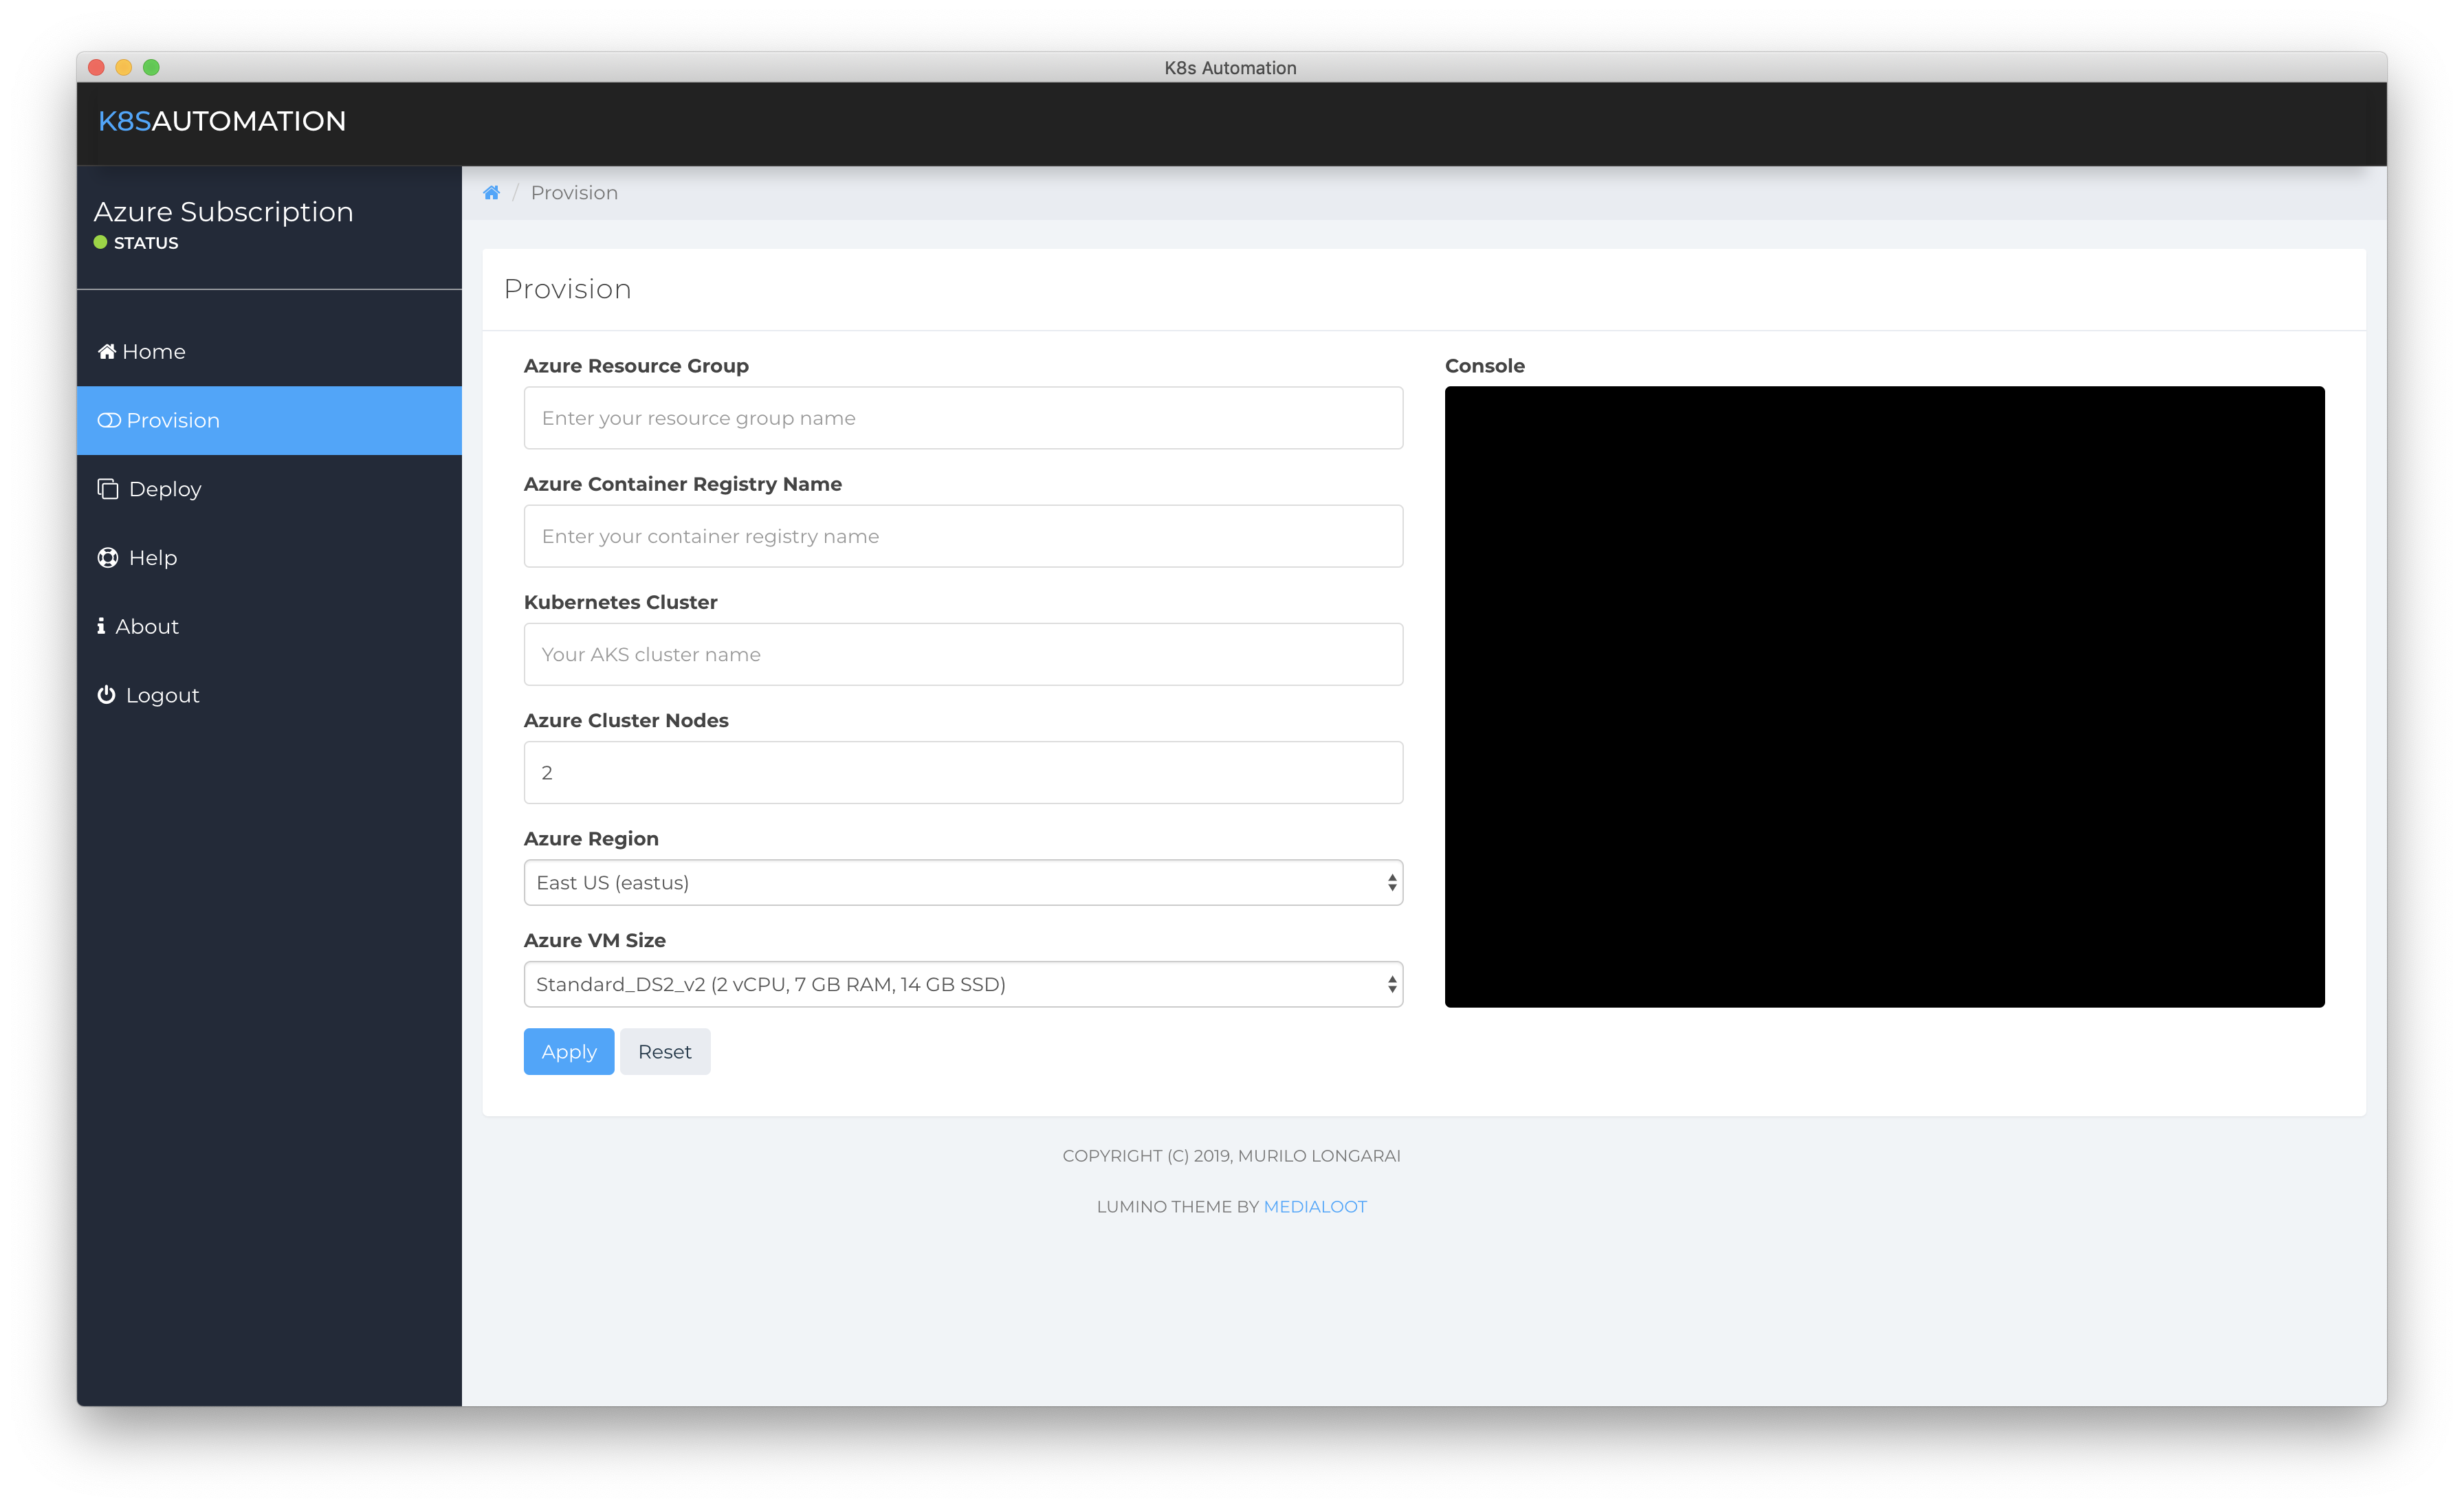 K8s Automation
K8SAUTOMATION
Azure Subscription
STATUS
Home
Provision
Deploy
Help
About
Logout
/ Provision
Provision
Azure Resource Group
Enter your resource group name
Azure Container Registry Name
Enter your container registry name
Kubernetes Cluster
Your AKS cluster name
Azure Cluster Nodes
2
Azure Region
East US (eastus)
Azure VM Size
Standard_DS2_v2 (2 vCPU, 7 GB RAM, 14 GB SSD)
Apply
Reset
Console
COPYRIGHT (C) 2019, MURILO LONGARAI
LUMINO THEME BY MEDIALOOT